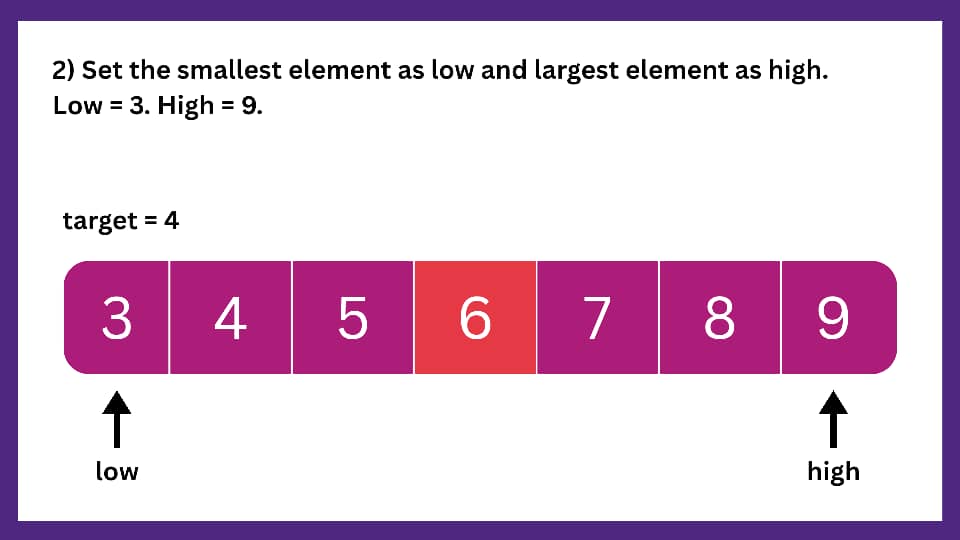 2) Set the smallest element as low and largest element as high.
Low = 3. High = 9.
target = 4
3 4 5 6 7 8 9
low high